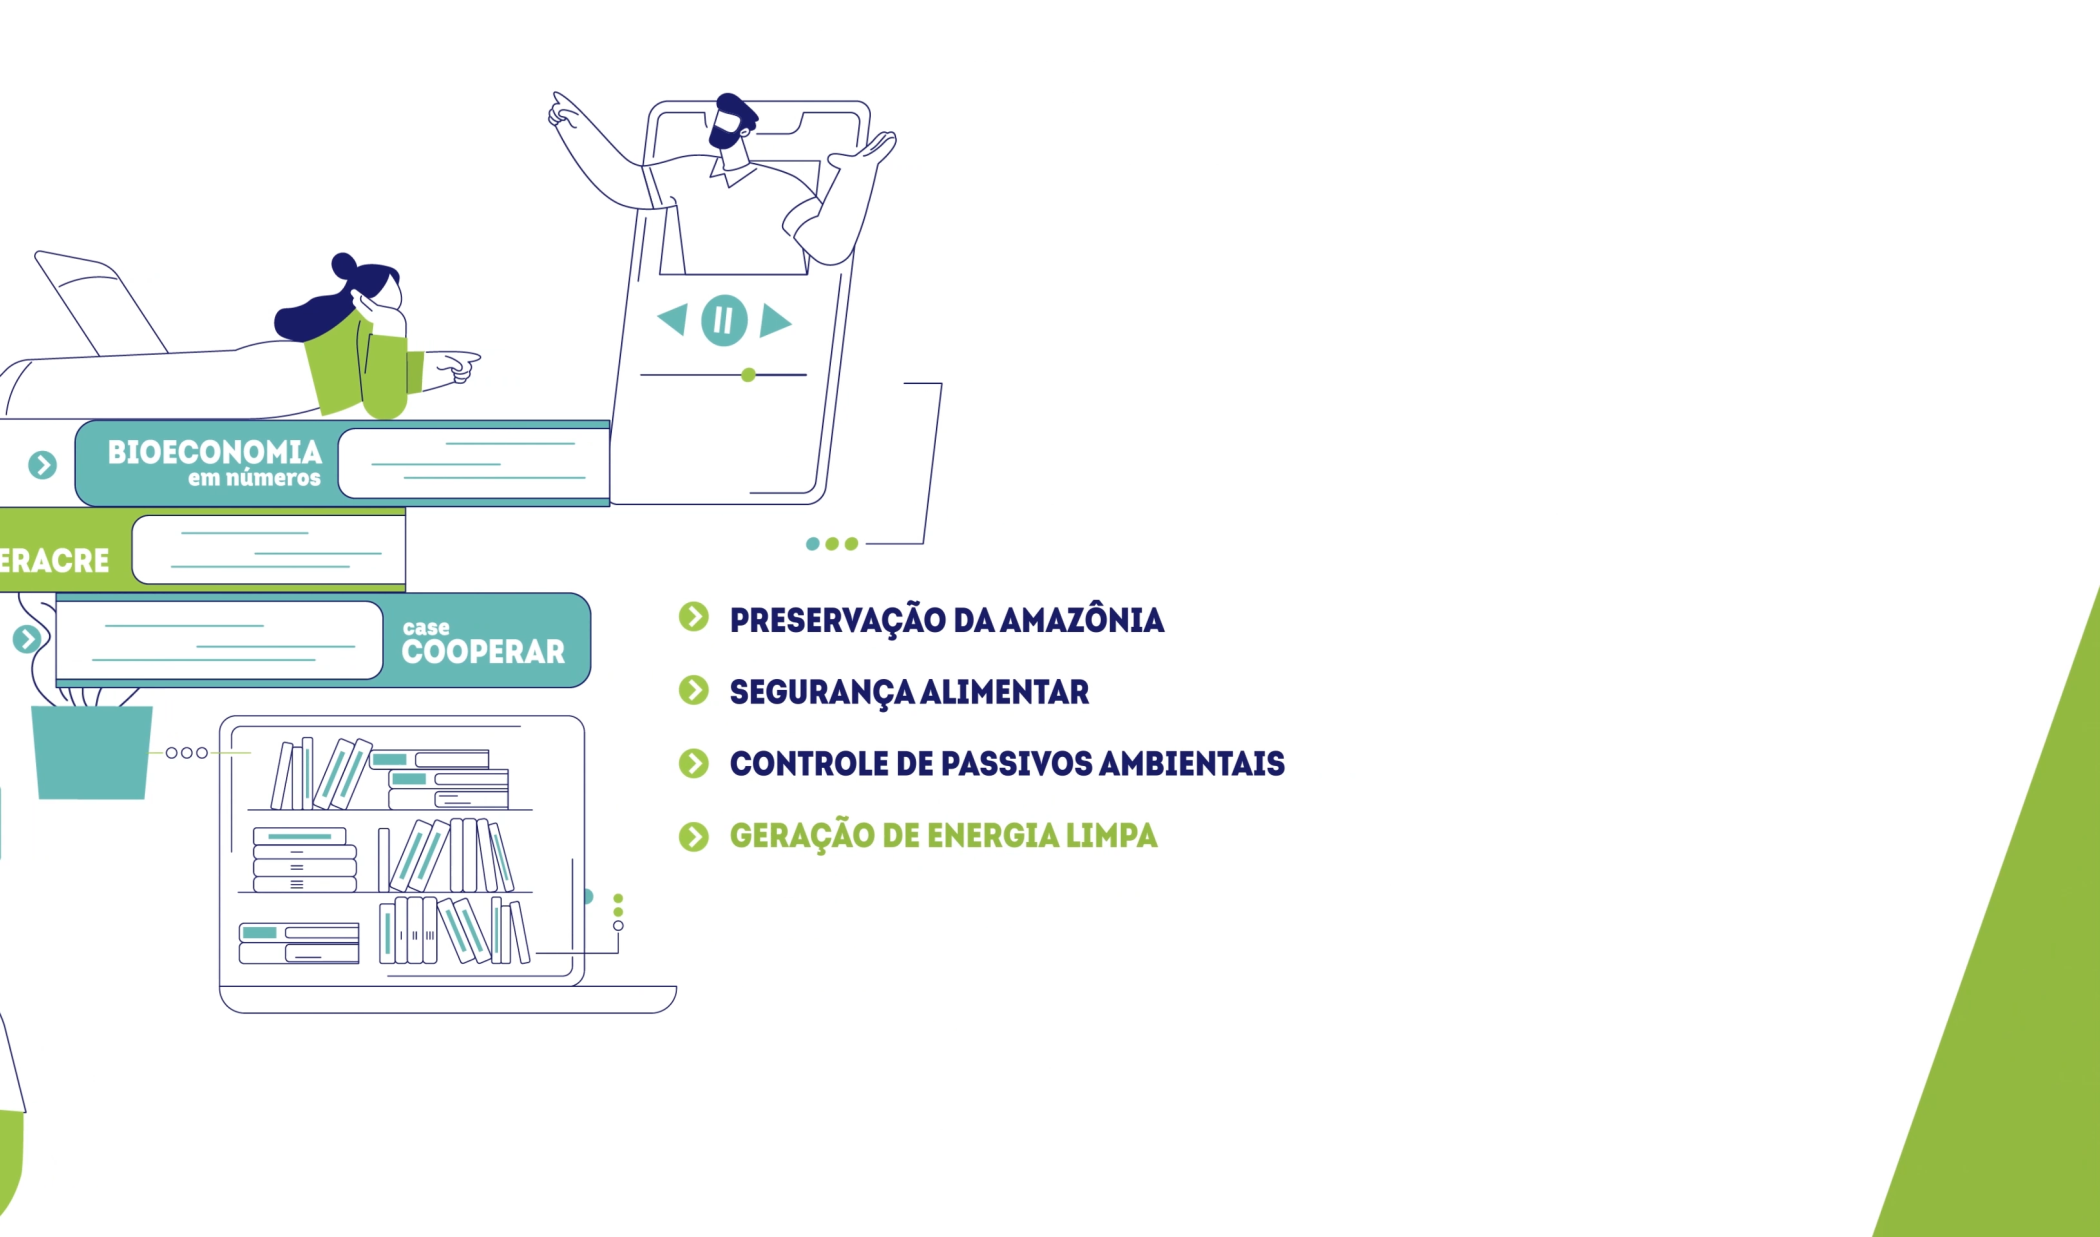 BIOECONOMIA
em números
ERACRE
case
COOPERAR
PRESERVAÇÃO DA AMAZÔNIA
SEGURANÇA ALIMENTAR
CONTROLE DE PASSIVOS AMBIENTAIS
GERAÇÃO DE ENERGIA LIMPA